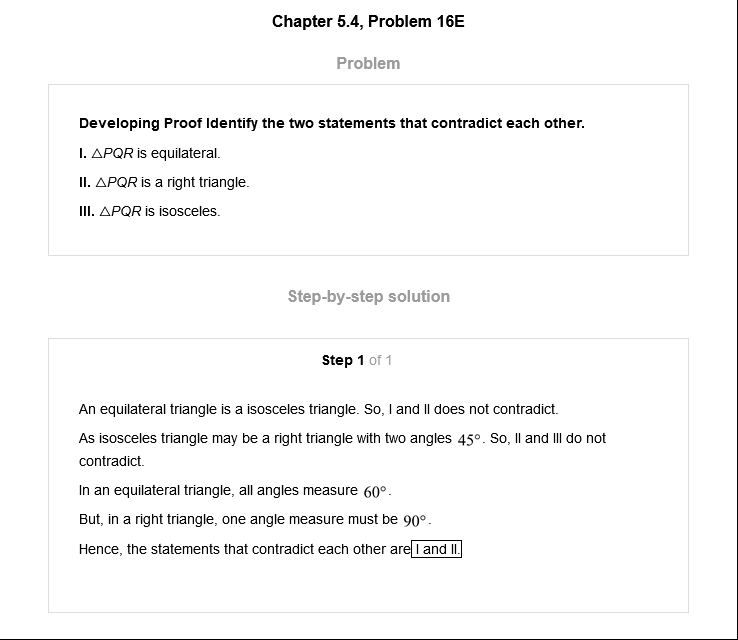 Chapter 5.4, Problem 16E
Problem
Developing Proof Identify the two statements that contradict each other.
I. △PQR is equilateral.
II. △PQR is a right triangle.
III. △PQR is isosceles.
Step-by-step solution
Step 1 of 1
An equilateral triangle is a isosceles triangle. So, I and II does not contradict.
As isosceles triangle may be a right triangle with two angles 45°. So, II and III do not
contradict.
In an equilateral triangle, all angles measure 60°.
But, in a right triangle, one angle measure must be 90°.
Hence, the statements that contradict each other are I and II.